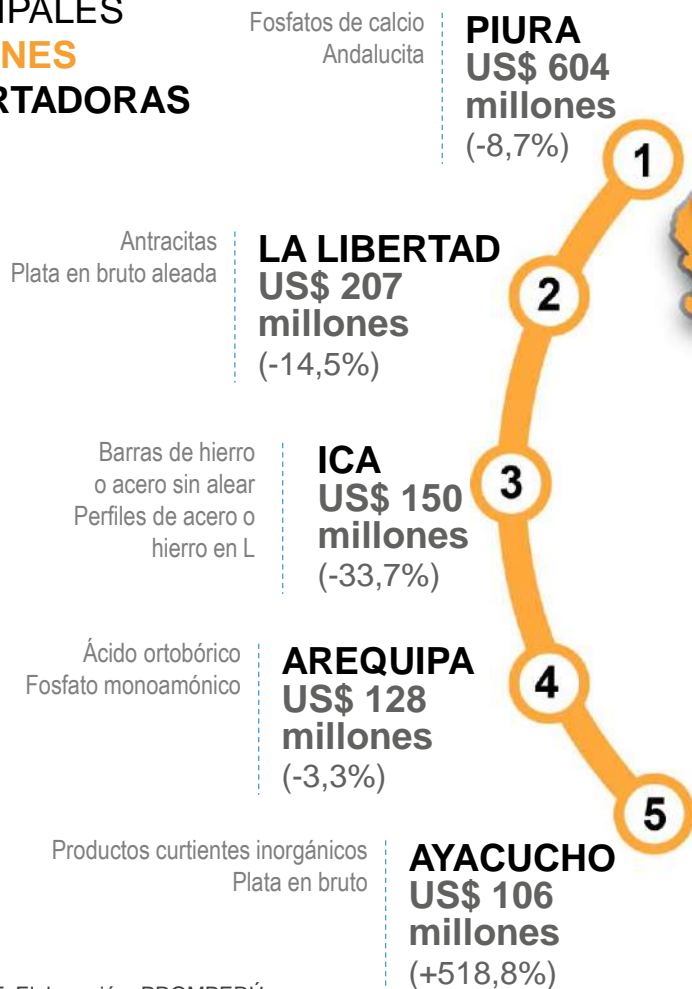 IPALES
NES
RTADORAS
Fosfatos de calcio
Andalucita
PIURA
US$ 604
millones
(-8,7%)
1
Antracitas
Plata en bruto aleada
LA LIBERTAD
US$ 207
millones
(-14,5%)
2
Barras de hierro
o acero sin alear
Perfiles de acero o
hierro en L
ICA
US$ 150
millones
(-33,7%)
3
Ácido ortobórico
Fosfato monoamónico
AREQUIPA
US$ 128
millones
(-3,3%)
4
5
Productos curtientes inorgánicos
Plata en bruto
AYACUCHO
US$ 106
millones
(+518,8%)
Elaboración: PROMPERÚ